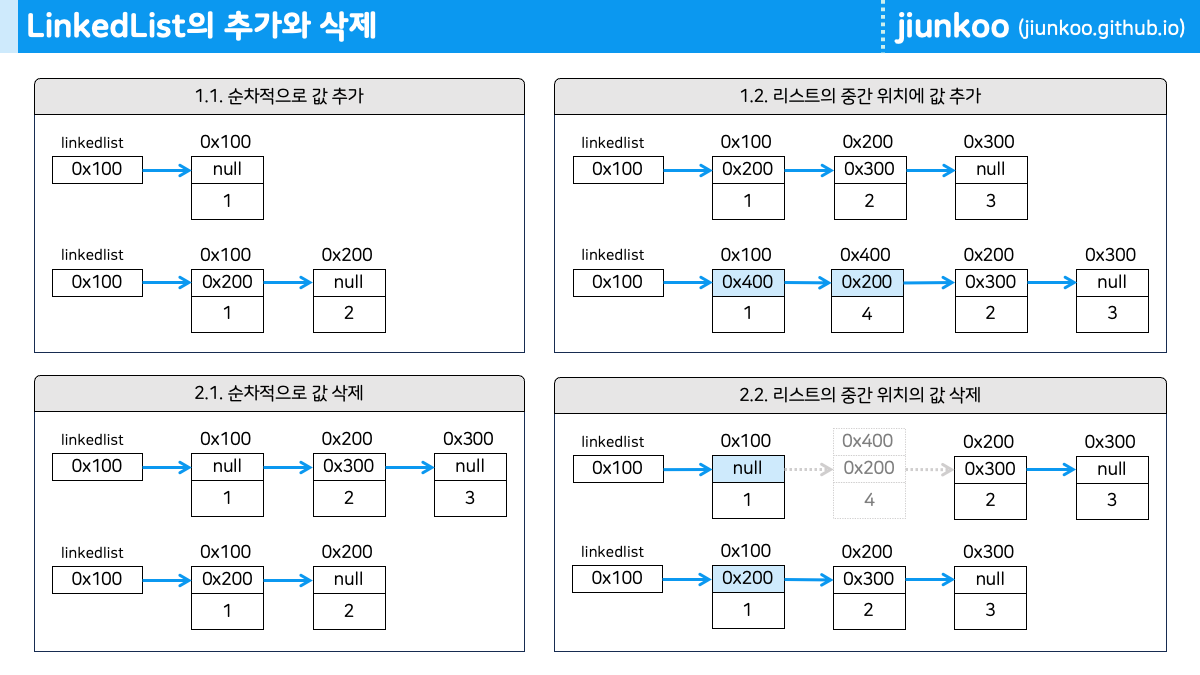 LinkedList의 추가와 삭제
jiunkoo (jiunkoo.github.io)
1.1. 순차적으로 값 추가
linkedlist 0x100
0x100 null
1
linkedlist 0x100 0x200
0x100 0x200 null
1 2
1.2. 리스트의 중간 위치에 값 추가
linkedlist 0x100 0x200 0x300
0x100 0x200 0x300 null
1 2 3
linkedlist 0x100 0x400 0x200 0x300
0x100 0x400 0x200 0x300 null
1 4 2 3
2.1. 순차적으로 값 삭제
linkedlist 0x100 0x200 0x300
0x100 null 0x300 null
1 2 3
linkedlist 0x100 0x200
0x100 0x200 null
1 2
2.2. 리스트의 중간 위치의 값 삭제
linkedlist 0x100 0x400 0x200 0x300
0x100 null 0x200 0x300 null
1 4 2 3
linkedlist 0x100 0x200 0x300
0x100 0x200 0x300 null
1 2 3